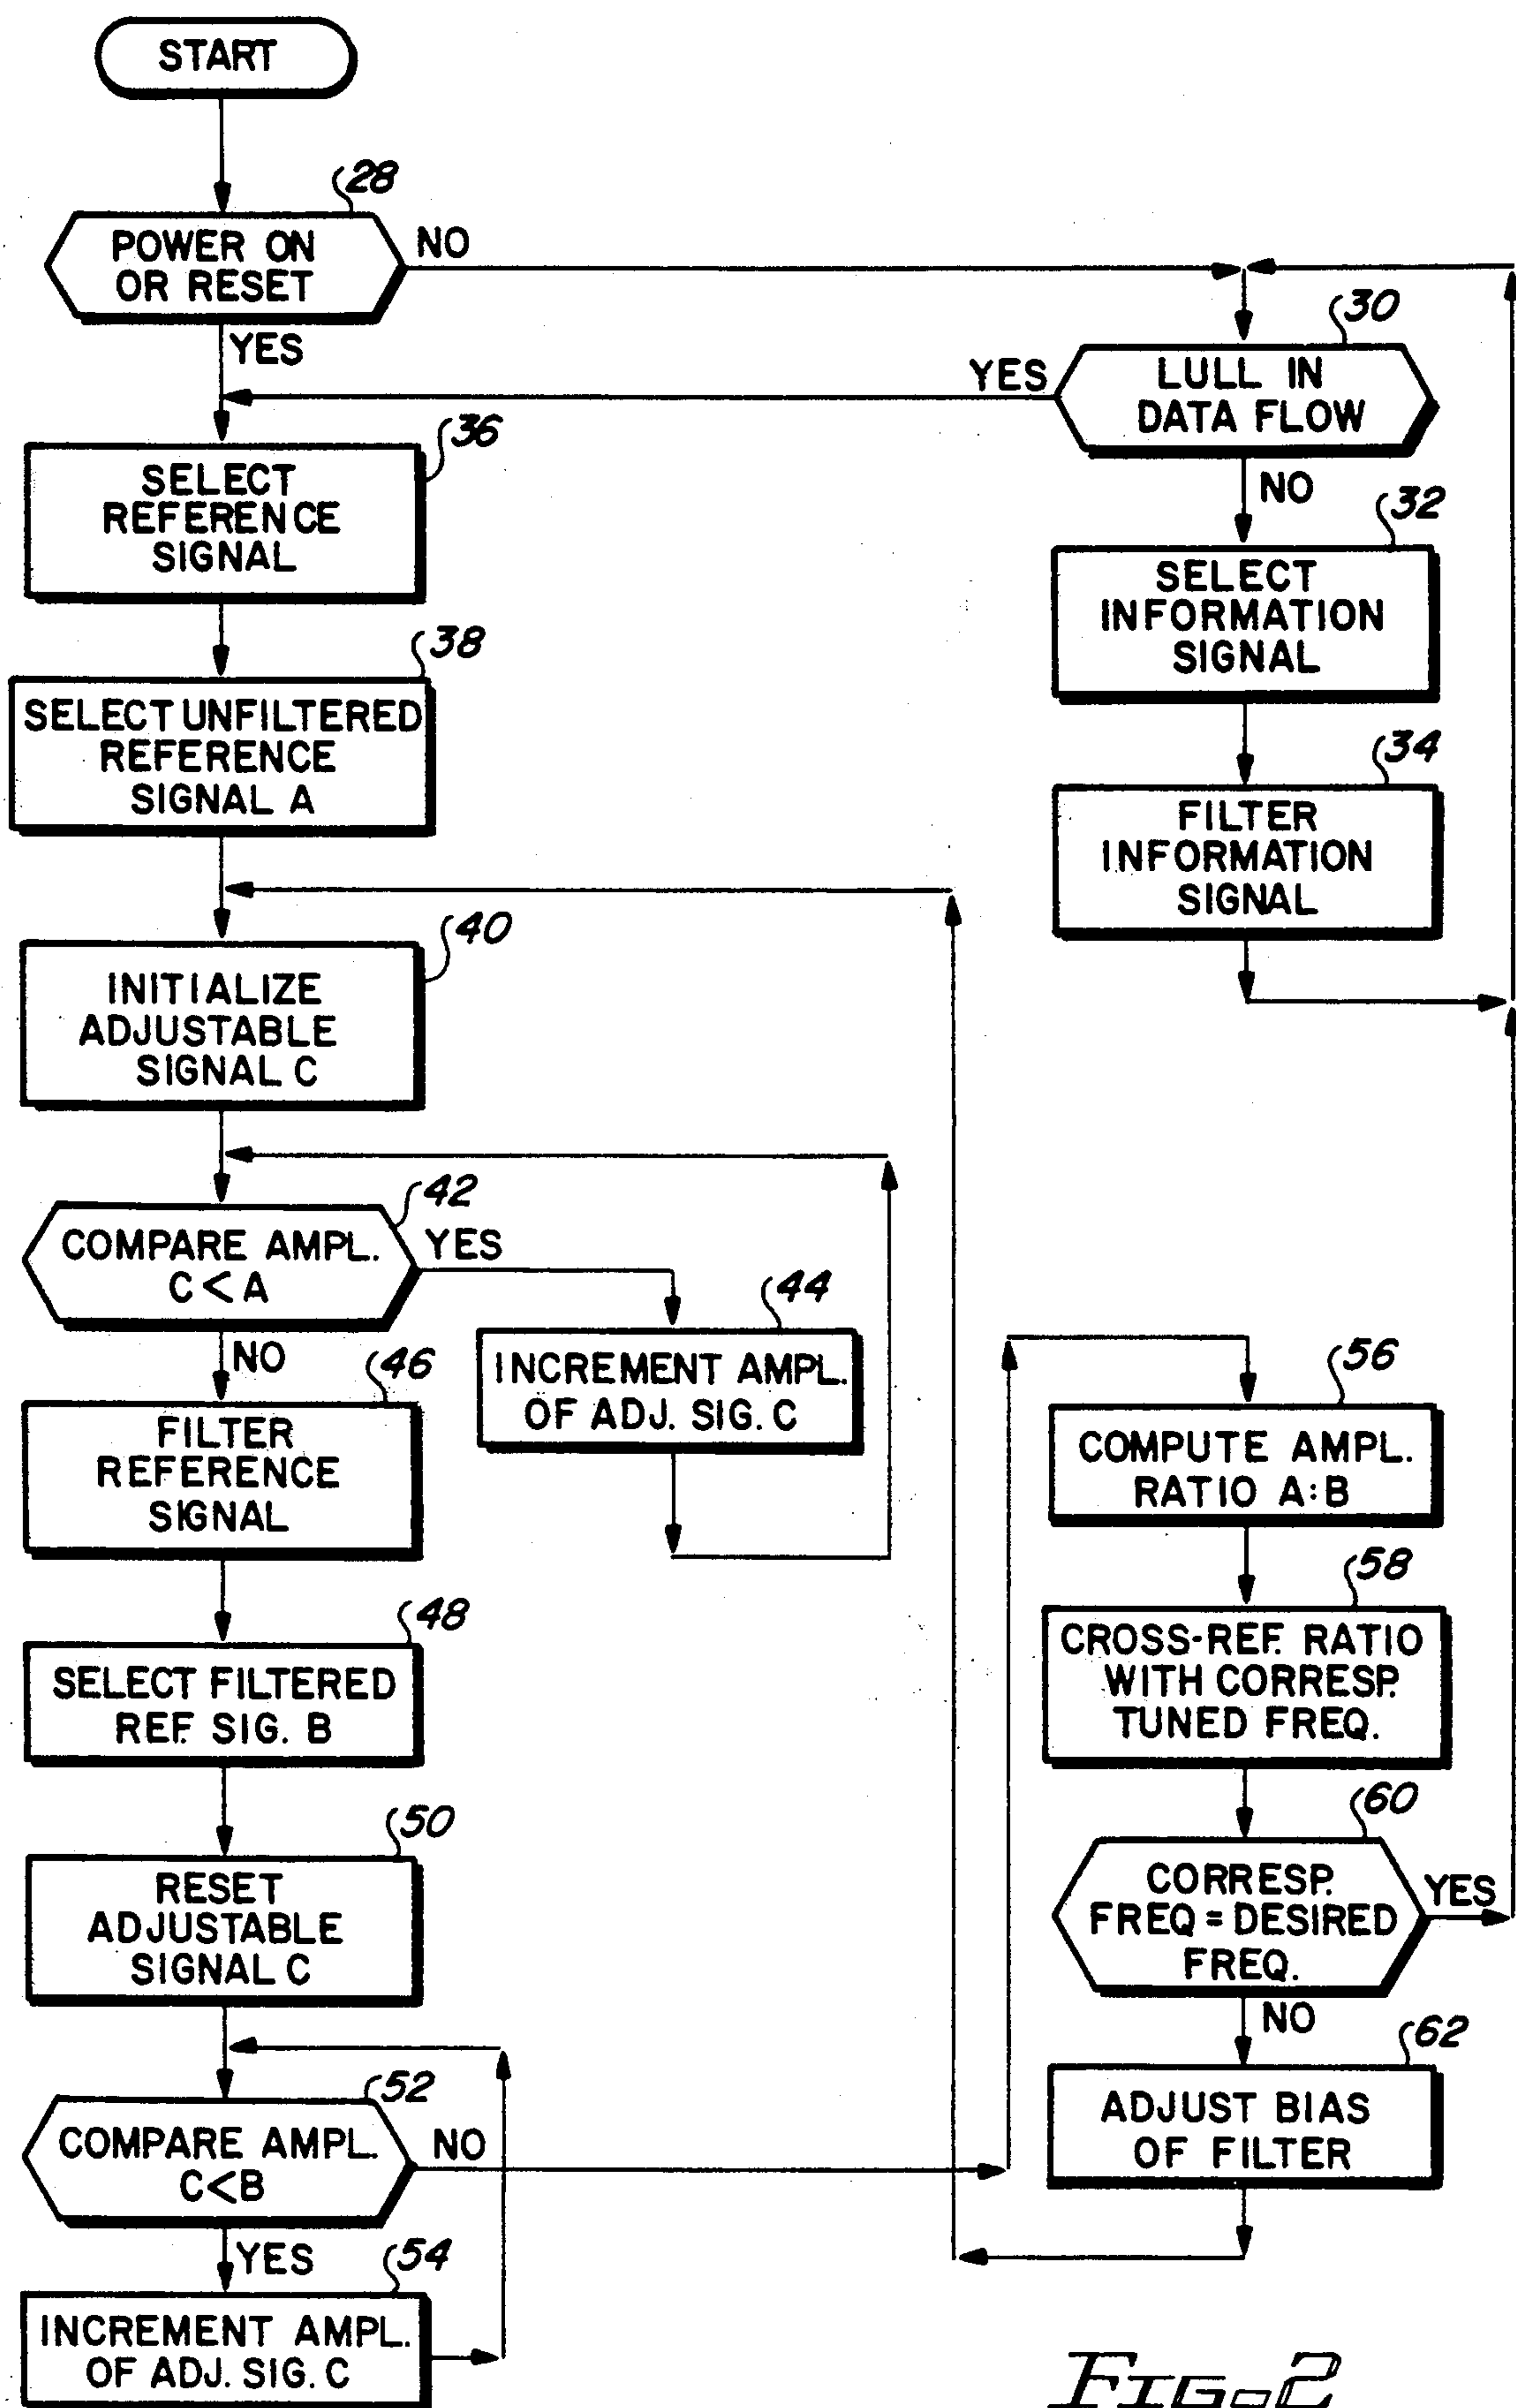 START
28
POWER ON
OR RESET
NO
YES
30
LULL IN
DATA FLOW
YES
NO
36
SELECT
REFERENCE
SIGNAL
32
SELECT
INFORMATION
SIGNAL
38
SELECT UNFILTERED
REFERENCE
SIGNAL A
34
FILTER
INFORMATION
SIGNAL
40
INITIALIZE
ADJUSTABLE
SIGNAL C
42
COMPARE AMPL.
C < A
YES
NO
44
INCREMENT AMPL.
OF ADJ. SIG. C
46
FILTER
REFERENCE
SIGNAL
48
SELECT FILTERED
REF. SIG. B
50
RESET
ADJUSTABLE
SIGNAL C
52
COMPARE AMPL.
C<B
NO
YES
54
INCREMENT AMPL.
OF ADJ. SIG. C
56
COMPUTE AMPL.
RATIO A:B
58
CROSS-REF. RATIO
WITH CORRESP.
TUNED FREQ.
60
CORRESP.
FREQ = DESIRED
FREQ.
YES
NO
62
ADJUST BIAS
OF FILTER
FIG. 2